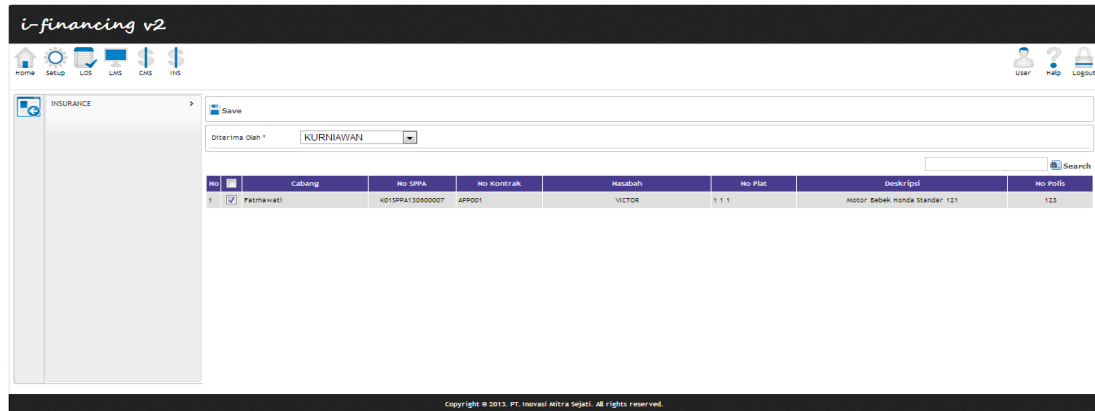 i-financing v2
Home Setup LOS LMS CMS INS User Help Logout
INSURANCE
Save
Diterima Oleh * KURNIAWAN
Search
No Cabang No SPPA No Kontrak Nasabah No Plat Deskripsi No Polis
1 Fatmawati K01SPPA130800007 APP001 VICTOR 1 1 1 Motor Bebek Honda Standar 121 123
Copyright © 2013. PT. Inovasi Mitra Sejati. All rights reserved.